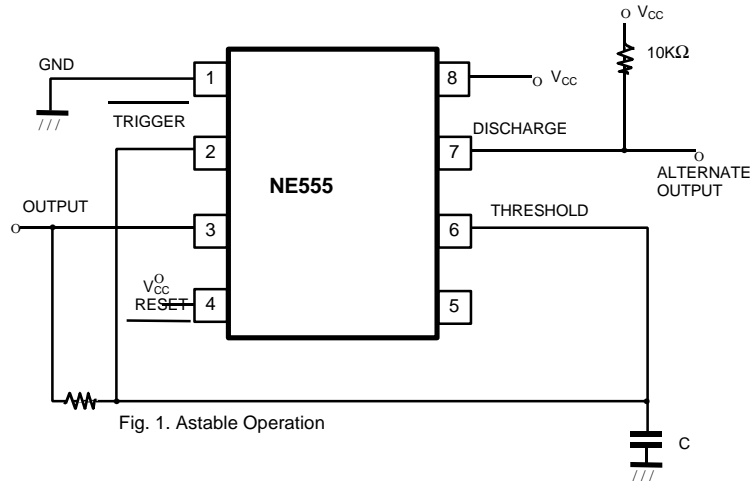 VCC
10KΩ
GND
1
8
VCC
TRIGGER
DISCHARGE
2
7
ALTERNATE
OUTPUT
NE555
OUTPUT
THRESHOLD
3
6
VCC
RESET
4
5
Fig. 1. Astable Operation
C